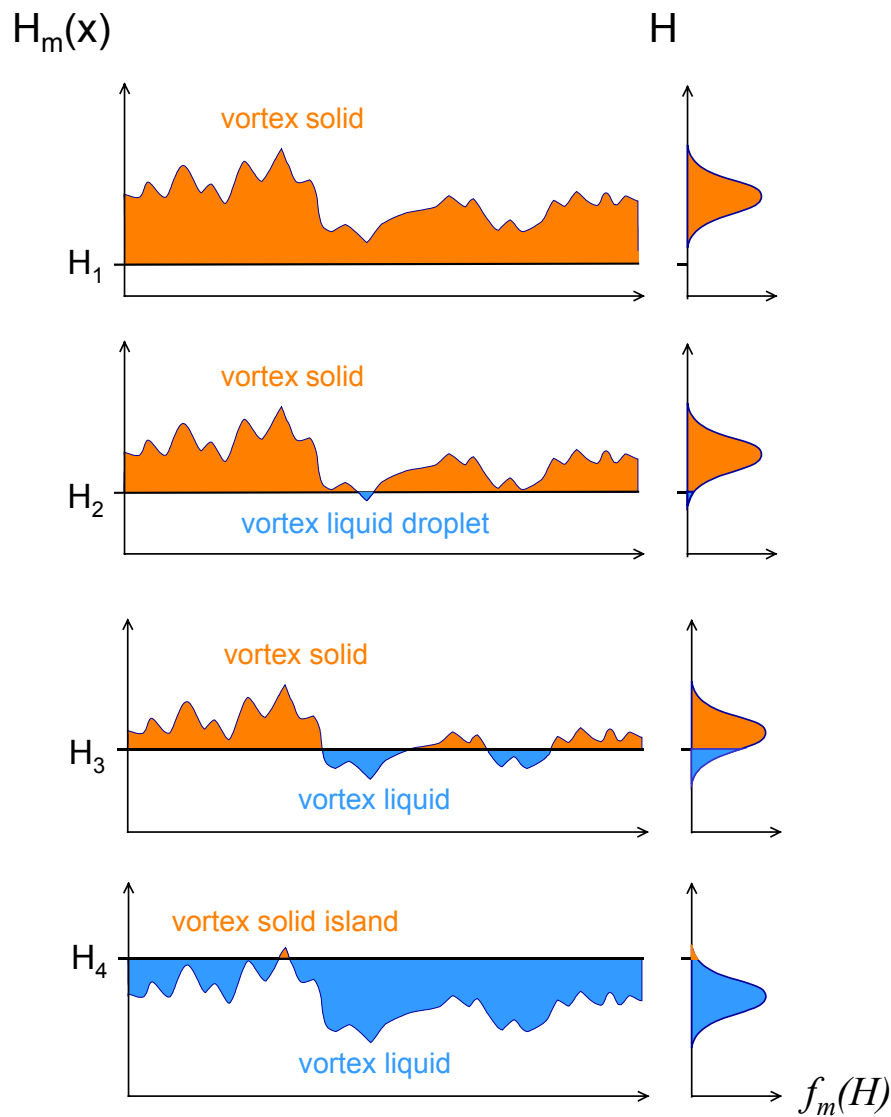 Hₘ(x) H
vortex solid
H₁
vortex solid
H₂
vortex liquid droplet
vortex solid
H₃
vortex liquid
vortex solid island
H₄
vortex liquid
fₘ(H)